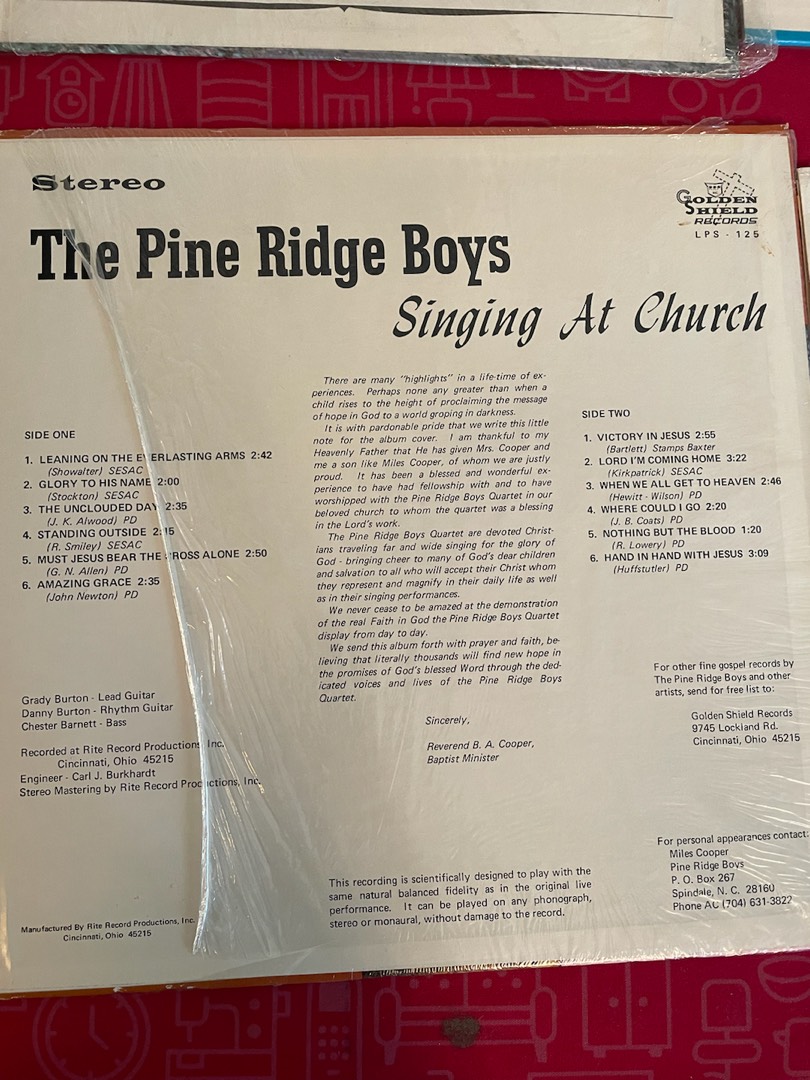 Stereo
GOLDEN
SHIELD
RECORDS
LPS - 125
The Pine Ridge Boys
Singing At Church
SIDE ONE
1. LEANING ON THE EVERLASTING ARMS 2:42
(Showalter) SESAC
2. GLORY TO HIS NAME 2:00
(Stockton) SESAC
3. THE UNCLOUDED DAY 2:35
(J. K. Alwood) PD
4. STANDING OUTSIDE 2:15
(R. Smiley) SESAC
5. MUST JESUS BEAR THE CROSS ALONE 2:50
(G. N. Allen) PD
6. AMAZING GRACE 2:35
(John Newton) PD
Grady Burton - Lead Guitar
Danny Burton - Rhythm Guitar
Chester Barnett - Bass
Recorded at Rite Record Productions, Inc.
Cincinnati, Ohio 45215
Engineer - Carl J. Burkhardt
Stereo Mastering by Rite Record Productions, Inc.
Manufactured By Rite Record Productions, Inc.
Cincinnati, Ohio 45215
There are many "highlights" in a life-time of ex-
periences. Perhaps none any greater than when a
child rises to the height of proclaiming the message
of hope in God to a world groping in darkness.
It is with pardonable pride that we write this little
note for the album cover. I am thankful to my
Heavenly Father that He has given Mrs. Cooper and
me a son like Miles Cooper, of whom we are justly
proud. It has been a blessed and wonderful ex-
perience to have had fellowship with and to have
worshipped with the Pine Ridge Boys Quartet in our
beloved church to whom the quartet was a blessing
in the Lord's work.
The Pine Ridge Boys Quartet are devoted Christ-
ians traveling far and wide singing for the glory of
God - bringing cheer to many of God's dear children
and salvation to all who will accept their Christ whom
they represent and magnify in their daily life as well
as in their singing performances.
We never cease to be amazed at the demonstration
of the real Faith in God the Pine Ridge Boys Quartet
display from day to day.
We send this album forth with prayer and faith, be-
lieving that literally thousands will find new hope in
the promises of God's blessed Word through the ded-
icated voices and lives of the Pine Ridge Boys
Quartet.
Sincerely,
Reverend B. A. Cooper,
Baptist Minister
This recording is scientifically designed to play with the
same natural balanced fidelity as in the original live
performance. It can be played on any phonograph,
stereo or monaural, without damage to the record.
SIDE TWO
1. VICTORY IN JESUS 2:55
(Bartlett) Stamps Baxter
2. LORD I'M COMING HOME 3:22
(Kirkpatrick) SESAC
3. WHEN WE ALL GET TO HEAVEN 2:46
(Hewitt - Wilson) PD
4. WHERE COULD I GO 2:20
(J. B. Coats) PD
5. NOTHING BUT THE BLOOD 1:20
(R. Lowery) PD
6. HAND IN HAND WITH JESUS 3:09
(Huffstutler) PD
For other fine gospel records by
The Pine Ridge Boys and other
artists, send for free list to:
Golden Shield Records
9745 Lockland Rd.
Cincinnati, Ohio 45215
For personal appearances contact:
Miles Cooper
Pine Ridge Boys
P. O. Box 267
Spindale, N. C. 28160
Phone AC (704) 631-3822